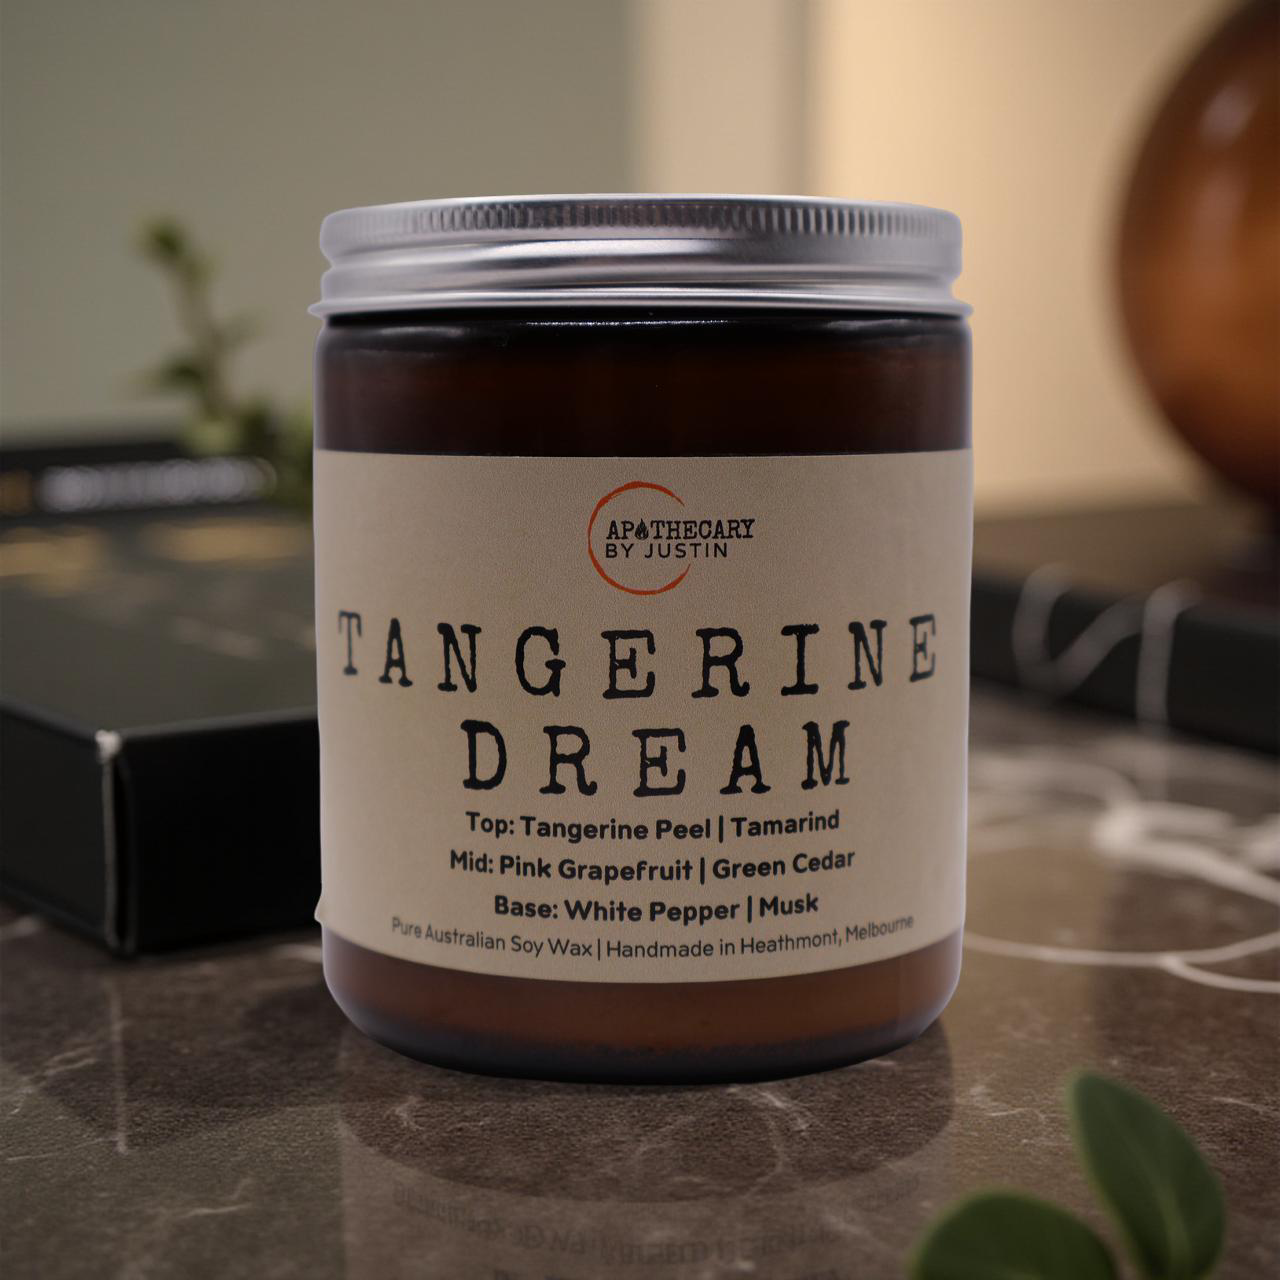 APOTHECARY
BY JUSTIN
TANGERINE
DREAM
Top: Tangerine Peel | Tamarind
Mid: Pink Grapefruit | Green Cedar
Base: White Pepper | Musk
Pure Australian Soy Wax | Handmade in Heathmont, Melbourne